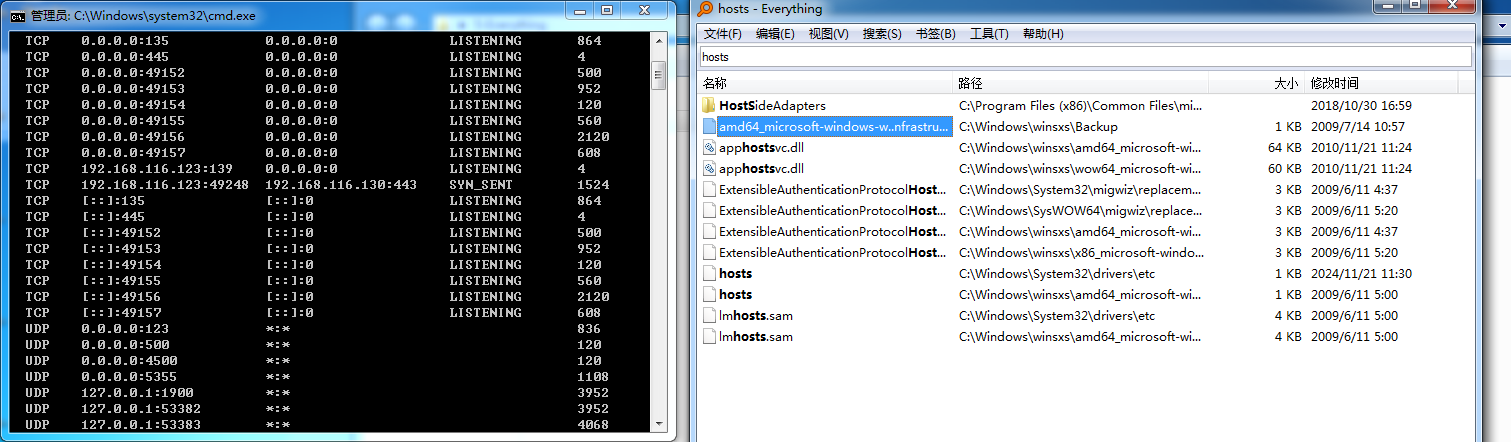 管理员: C:\Windows\system32\cmd.exe
TCP 0.0.0.0:135 0.0.0.0:0 LISTENING 864
TCP 0.0.0.0:445 0.0.0.0:0 LISTENING 4
TCP 0.0.0.0:49152 0.0.0.0:0 LISTENING 500
TCP 0.0.0.0:49153 0.0.0.0:0 LISTENING 952
TCP 0.0.0.0:49154 0.0.0.0:0 LISTENING 120
TCP 0.0.0.0:49155 0.0.0.0:0 LISTENING 560
TCP 0.0.0.0:49156 0.0.0.0:0 LISTENING 2120
TCP 0.0.0.0:49157 0.0.0.0:0 LISTENING 608
TCP 192.168.116.123:139 0.0.0.0:0 LISTENING 4
TCP 192.168.116.123:49248 192.168.116.130:443 SYN_SENT 1524
TCP [::]:135 [::]:0 LISTENING 864
TCP [::]:445 [::]:0 LISTENING 4
TCP [::]:49152 [::]:0 LISTENING 500
TCP [::]:49153 [::]:0 LISTENING 952
TCP [::]:49154 [::]:0 LISTENING 120
TCP [::]:49155 [::]:0 LISTENING 560
TCP [::]:49156 [::]:0 LISTENING 2120
TCP [::]:49157 [::]:0 LISTENING 608
UDP 0.0.0.0:123 *:* 836
UDP 0.0.0.0:500 *:* 120
UDP 0.0.0.0:4500 *:* 120
UDP 0.0.0.0:5355 *:* 1108
UDP 127.0.0.1:1900 *:* 3952
UDP 127.0.0.1:53382 *:* 3952
UDP 127.0.0.1:53383 *:* 4068
hosts - Everything
文件(F) 编辑(E) 视图(V) 搜索(S) 书签(B) 工具(T) 帮助(H)
hosts
名称 路径 大小 修改时间
HostSideAdapters C:\Program Files (x86)\Common Files\mi... 2018/10/30 16:59
amd64_microsoft-windows-w..nfrastru... C:\Windows\winsxs\Backup 1 KB 2009/7/14 10:57
apphostsvc.dll C:\Windows\winsxs\amd64_microsoft-wi... 64 KB 2010/11/21 11:24
apphostsvc.dll C:\Windows\winsxs\wow64_microsoft-wi... 60 KB 2010/11/21 11:24
ExtensibleAuthenticationProtocolHost... C:\Windows\System32\migwiz\replacem... 3 KB 2009/6/11 4:37
ExtensibleAuthenticationProtocolHost... C:\Windows\SysWOW64\migwiz\replace... 3 KB 2009/6/11 5:20
ExtensibleAuthenticationProtocolHost... C:\Windows\winsxs\amd64_microsoft-wi... 3 KB 2009/6/11 4:37
ExtensibleAuthenticationProtocolHost... C:\Windows\winsxs\x86_microsoft-windo... 3 KB 2009/6/11 5:20
hosts C:\Windows\System32\drivers\etc 1 KB 2024/11/21 11:30
hosts C:\Windows\winsxs\amd64_microsoft-wi... 1 KB 2009/6/11 5:00
lmhosts.sam C:\Windows\System32\drivers\etc 4 KB 2009/6/11 5:00
lmhosts.sam C:\Windows\winsxs\amd64_microsoft-wi... 4 KB 2009/6/11 5:00